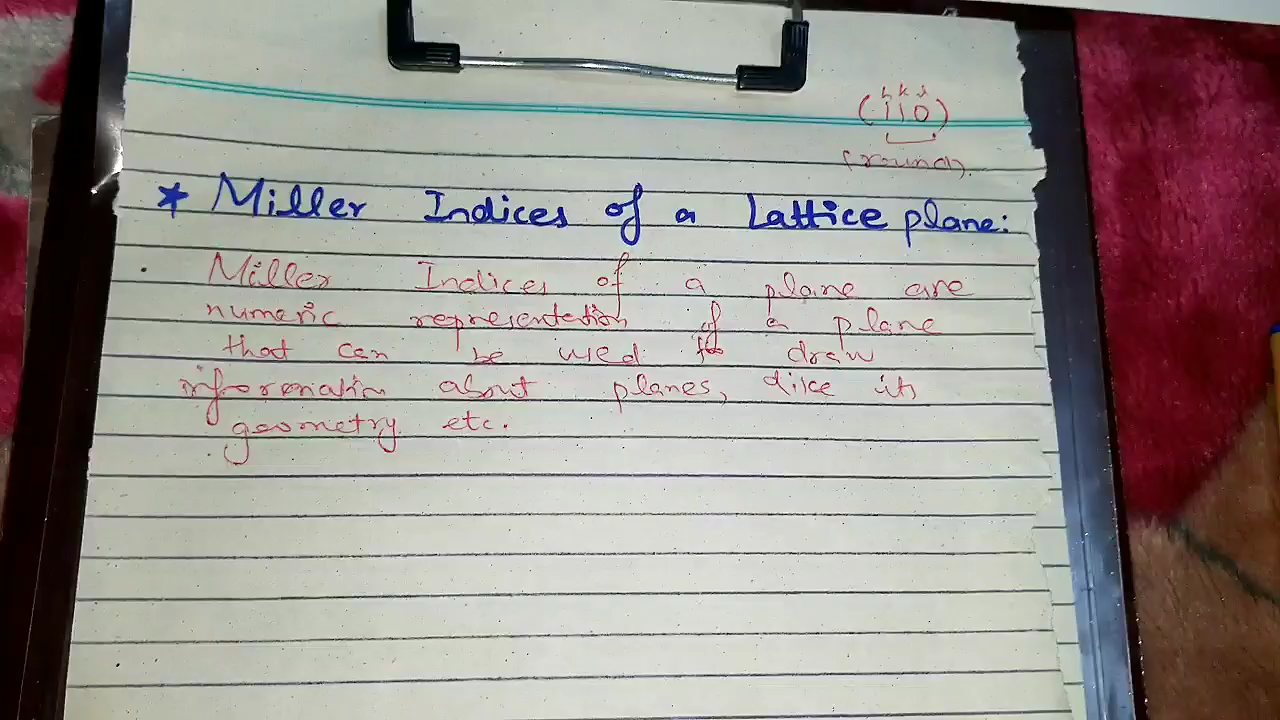 h k l
(110)
(round).
* Miller Indices of a Lattice plane:
Miller Indices of a plane are
numeric representation of a plane
that can be used to draw
information about planes, like its
geometry etc.